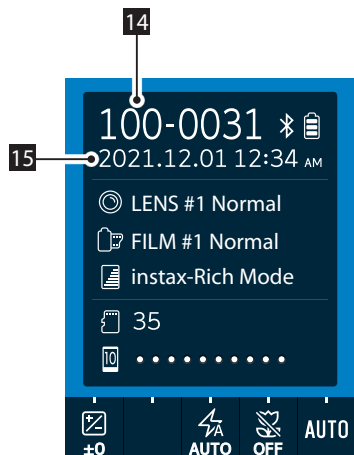 14
100-0031
15
2021.12.01 12:34 AM
LENS #1 Normal
FILM #1 Normal
instax-Rich Mode
35
10
±0 AUTO OFF AUTO